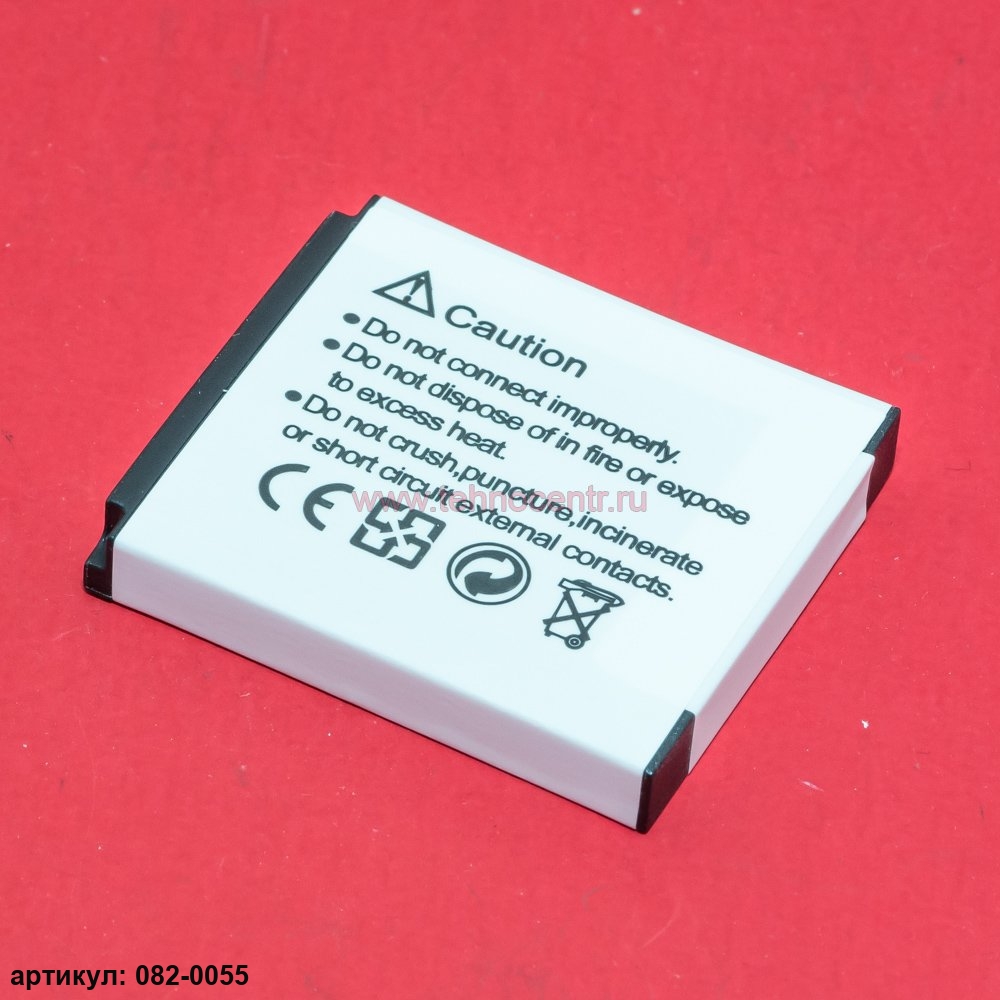 Caution
● Do not connect improperly.
● Do not dispose of in fire or expose
to excess heat.
● Do not crush,puncture,incinerate
or short circuit external contacts.
CE
www.tehnocentr.ru
артикул: 082-0055